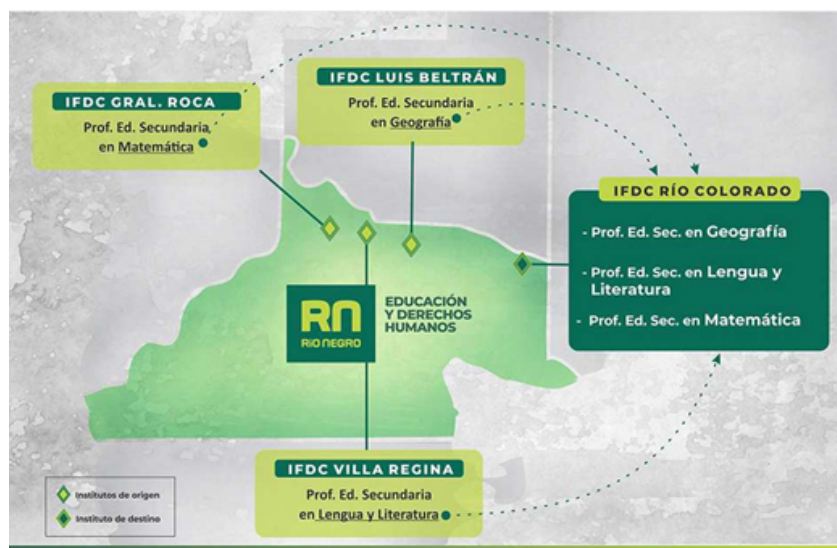 IFDC LUIS BELTRÁN
Prof. Ed. Secundaria
en Geografía
IFDC GRAL. ROCA
Prof. Ed. Secundaria,
en Matemática
IFDC RÍO COLORADO
- Prof. Ed. Sec. en Geografía
- Prof. Ed. Sec. en Lengua y
Literatura
- Prof. Ed. Sec. en Matemática
RN
RÍO NEGRO
EDUCACIÓN
Y DERECHOS
HUMANOS
IFDC VILLA REGINA
Prof. Ed. Secundaria
en Lengua y Literatura
Institutos de origen
Instituto de destino